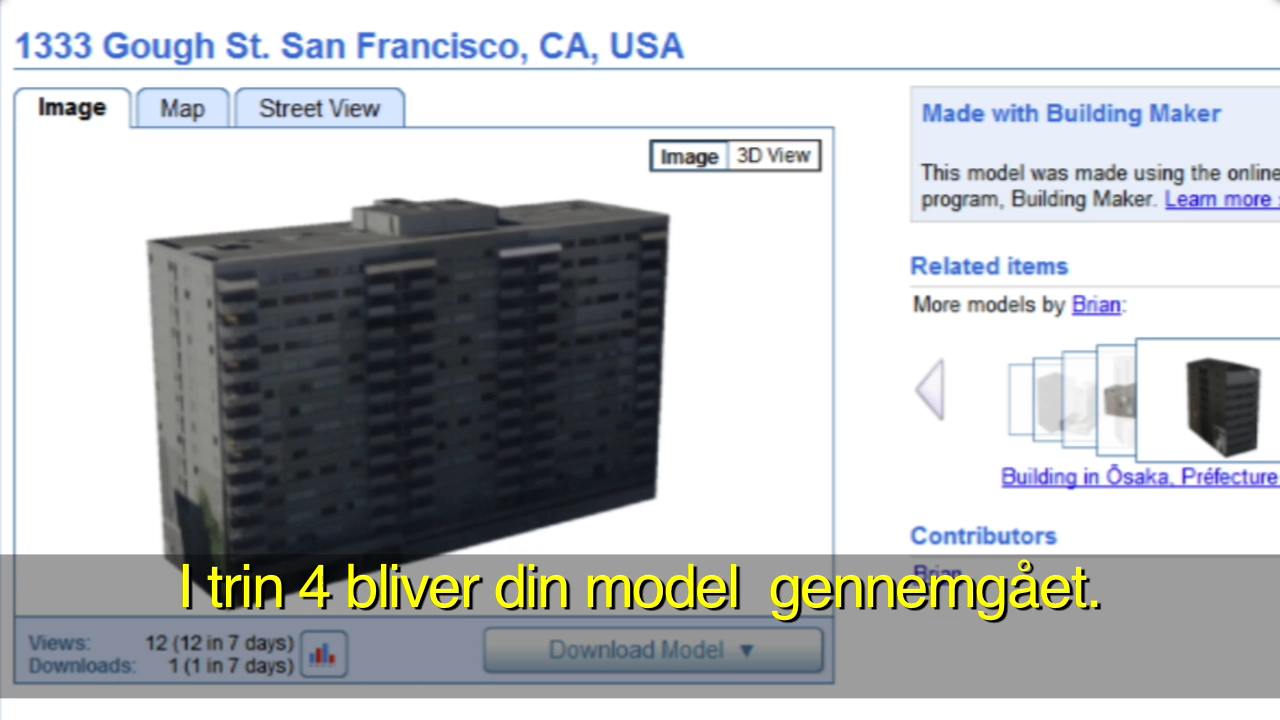 1333 Gough St. San Francisco, CA, USA
Image Map Street View
Image 3D View
Made with Building Maker
This model was made using the online
program, Building Maker. Learn more
Related items
More models by Brian:
Building in Ōsaka, Préfecture
Contributors
Brian
I trin 4 bliver din model gennemgået.
Views: 12 (12 in 7 days)
Downloads: 1 (1 in 7 days)
Download Model ▼